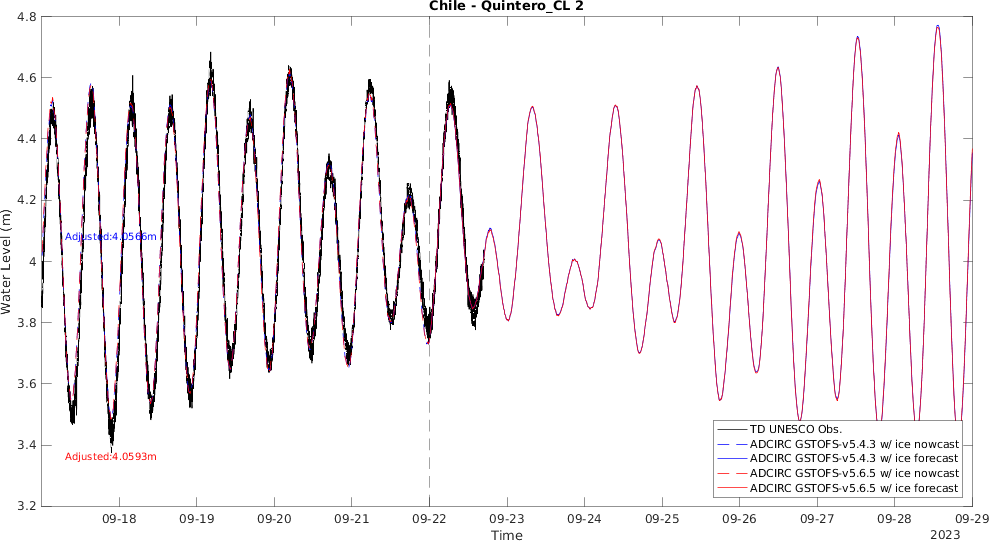 Chile - Quintero_CL 2
4.8
4.6
4.4
4.2
4
3.8
3.6
3.4
3.2
Water Level (m)
Adjusted:4.0566m
Adjusted:4.0593m
TD UNESCO Obs.
ADCIRC GSTOFS-v5.4.3 w/ ice nowcast
ADCIRC GSTOFS-v5.4.3 w/ ice forecast
ADCIRC GSTOFS-v5.6.5 w/ ice nowcast
ADCIRC GSTOFS-v5.6.5 w/ ice forecast
09-18 09-19 09-20 09-21 09-22 09-23 09-24 09-25 09-26 09-27 09-28 09-29
Time
2023